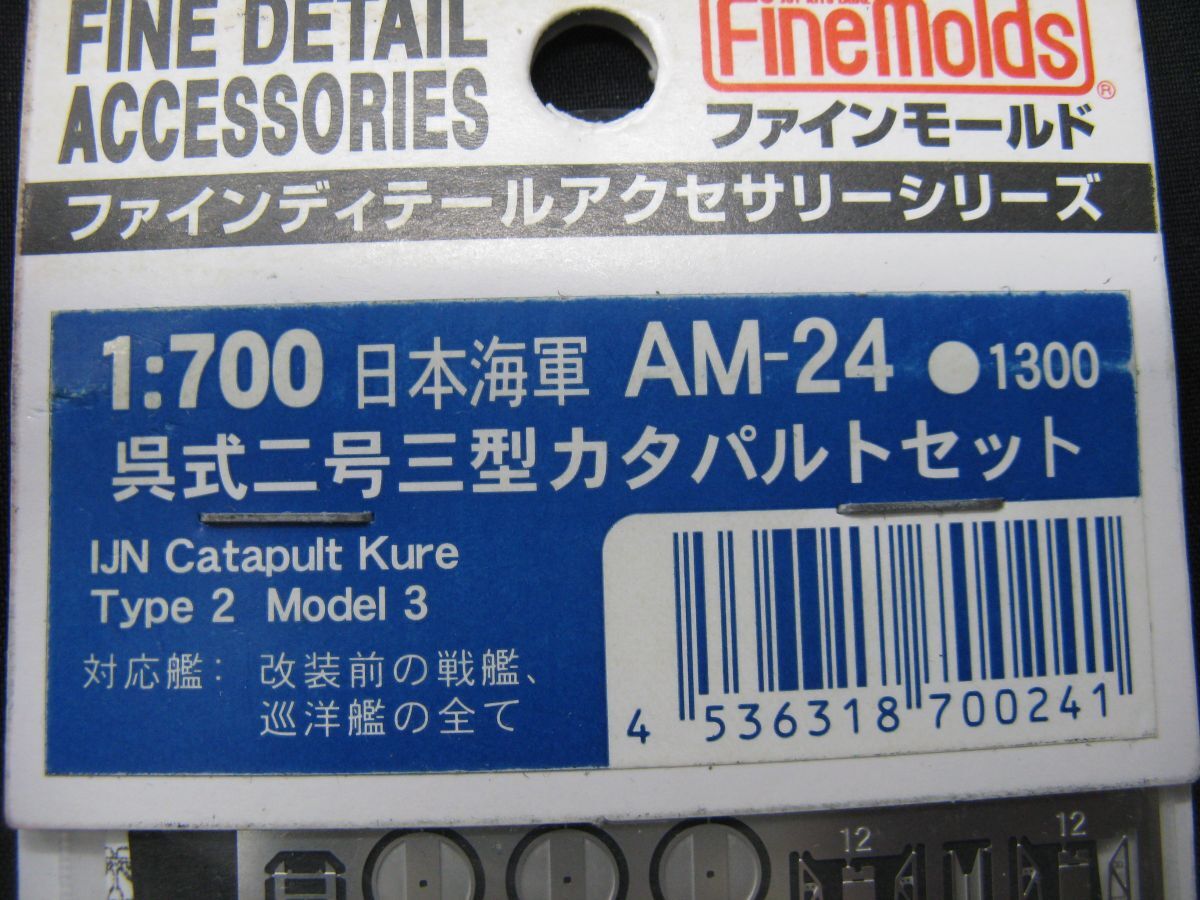 FINE DETAIL
ACCESSORIES
FineMolds
®
ファインモールド
ファインディテールアクセサリーシリーズ
1:700 日本海軍 AM-24 ●1300
呉式二号三型カタパルトセット
IJN Catapult Kure
Type 2 Model 3
対応艦: 改装前の戦艦、
巡洋艦の全て
4 536318 700241
12 12